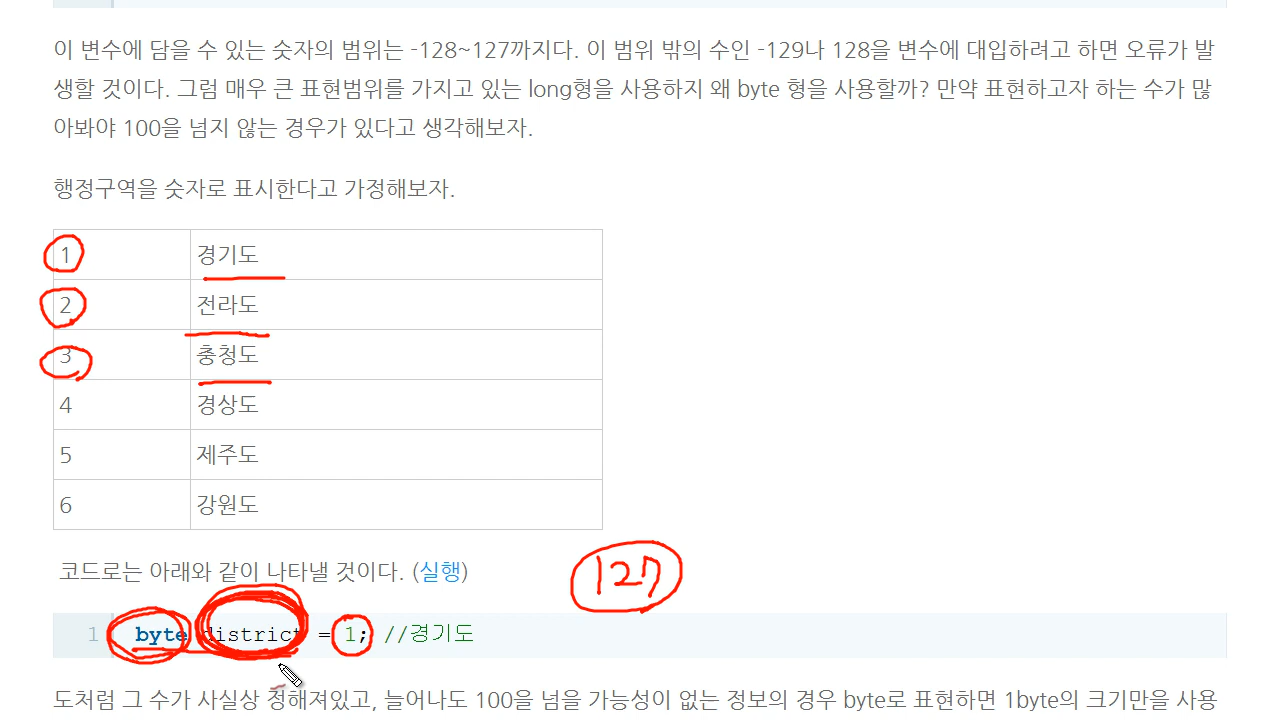 이 변수에 담을 수 있는 숫자의 범위는 -128~127까지다. 이 범위 밖의 수인 -129나 128을 변수에 대입하려고 하면 오류가 발
생할 것이다. 그럼 매우 큰 표현범위를 가지고 있는 long형을 사용하지 왜 byte 형을 사용할까? 만약 표현하고자 하는 수가 많
아봐야 100을 넘지 않는 경우가 있다고 생각해보자.
행정구역을 숫자로 표시한다고 가정해보자.
1 경기도
2 전라도
3 충청도
4 경상도
5 제주도
6 강원도
코드로는 아래와 같이 나타낼 것이다. (실행)
127
1 byte district = 1; //경기도
도처럼 그 수가 사실상 정해져있고, 늘어나도 100을 넘을 가능성이 없는 정보의 경우 byte로 표현하면 1byte의 크기만을 사용